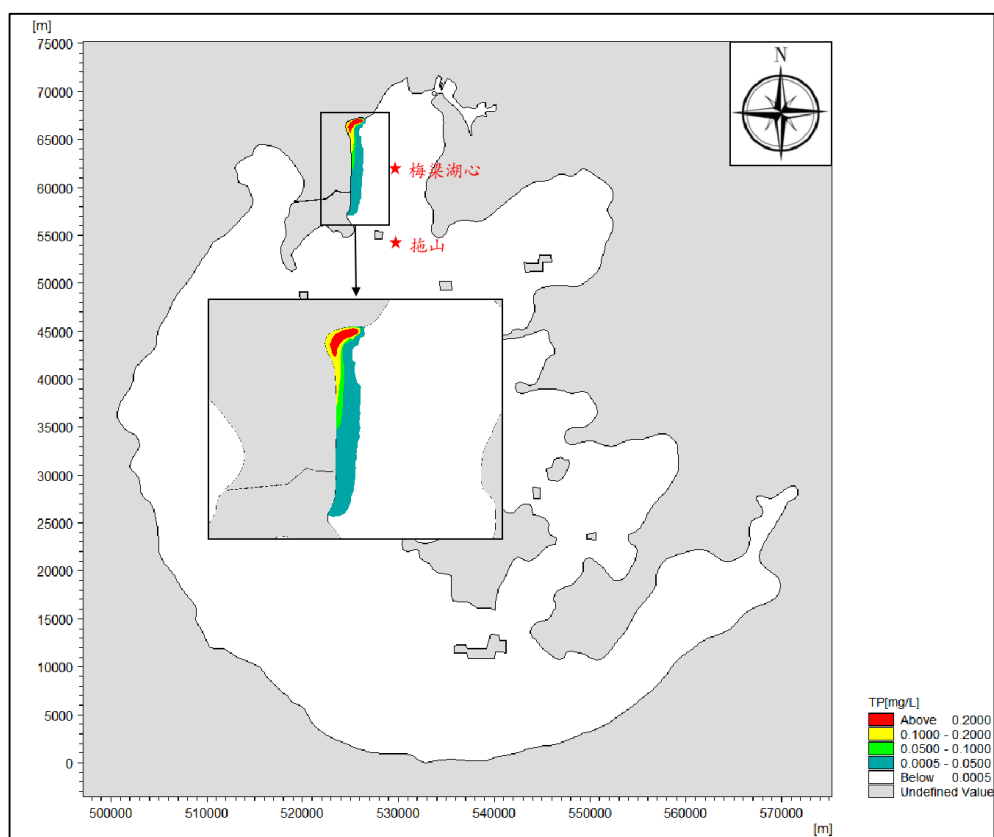 [m]
75000
70000
65000
60000
55000
50000
45000
40000
35000
30000
25000
20000
15000
10000
5000
0
N
★ 梅梁湖心
★ 拖山
TP[mg/L]
Above 0.2000
0.1000 - 0.2000
0.0500 - 0.1000
0.0005 - 0.0500
Below 0.0005
Undefined Value
500000 510000 520000 530000 540000 550000 560000 570000
[m]